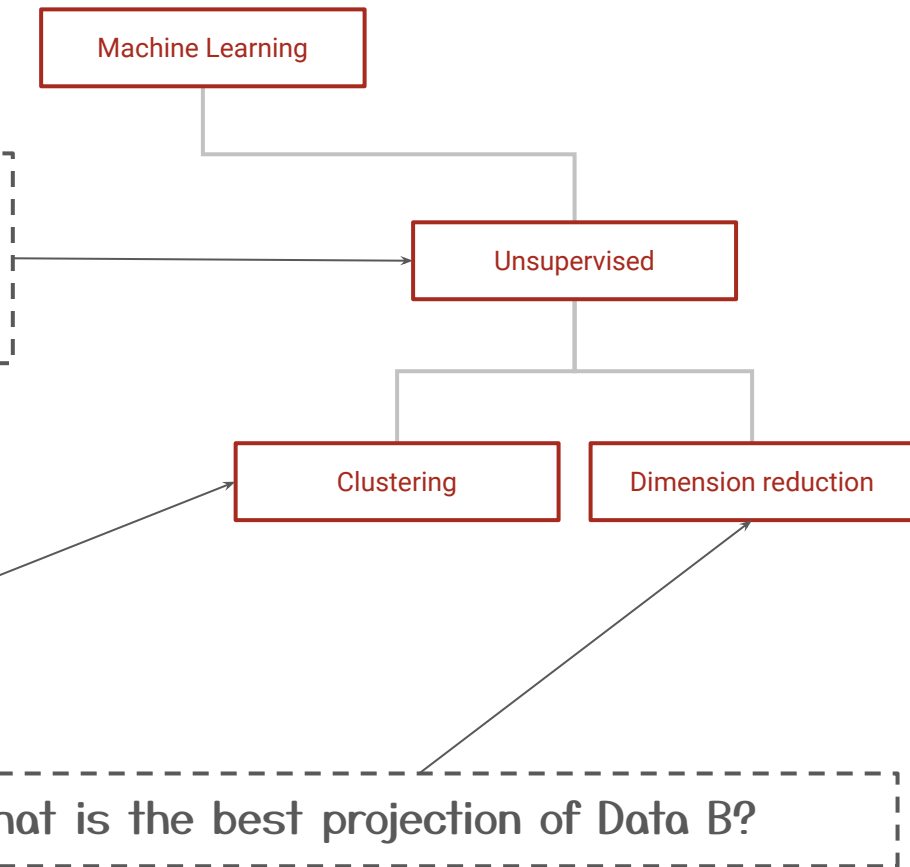 Machine Learning
Unsupervised
Clustering
Dimension reduction
hat is the best projection of Data B?